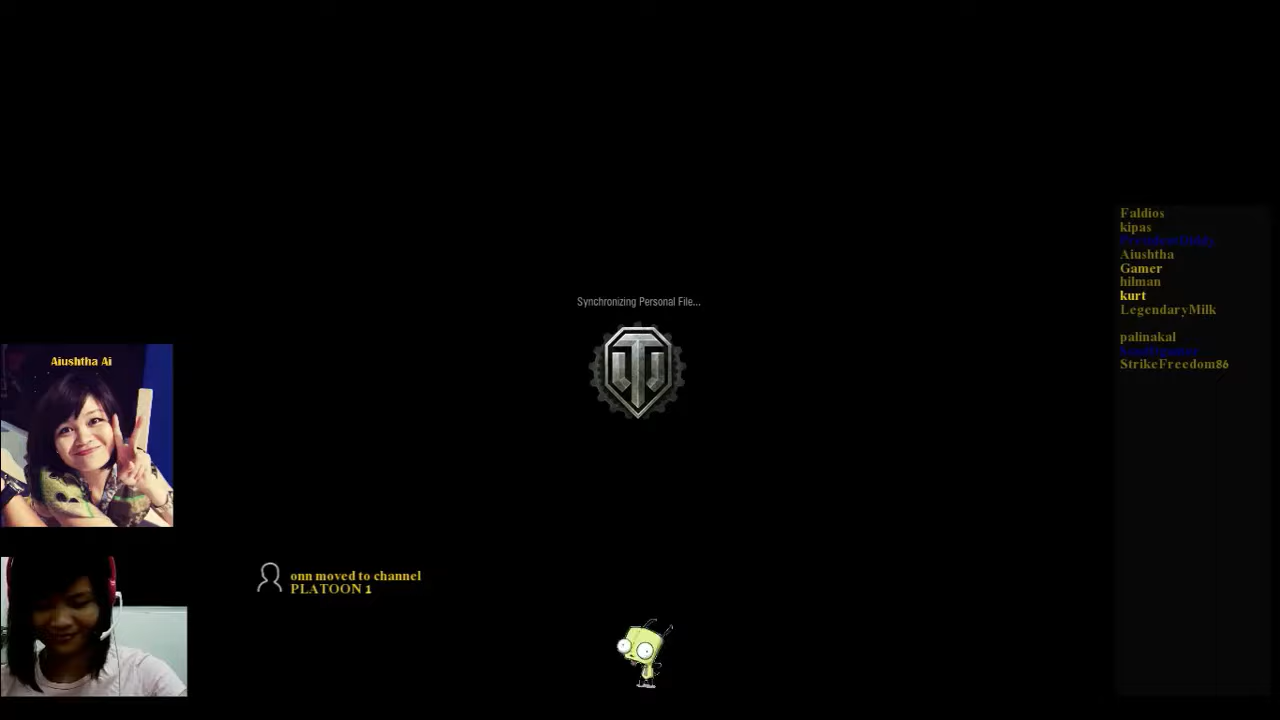 Faldios
kipas
Aiushtha
Gamer
hilman
Synchronizing Personal File...
kurt
LegendaryMilk
palinakal
StrikeFreedom86
Aiushtha Ai
onn moved to channel
PLATOON 1